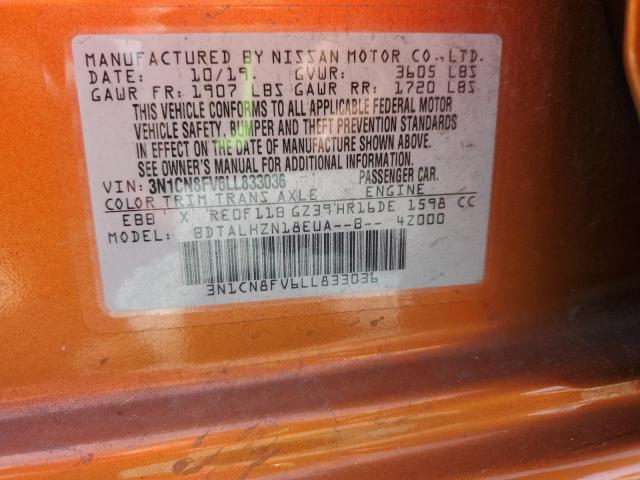 MANUFACTURED BY NISSAN MOTOR CO.,LTD.
DATE: 10/19 GVWR: 3605 LBS
GAWR FR: 1907 LBS GAWR RR: 1720 LBS
THIS VEHICLE CONFORMS TO ALL APPLICABLE FEDERAL MOTOR
VEHICLE SAFETY, BUMPER AND THEFT PREVENTION STANDARDS
IN EFFECT ON THE DATE OF MANUFACTURE SHOWN ABOVE.
SEE OWNER'S MANUAL FOR ADDITIONAL INFORMATION.
VIN: 3N1CN8FV6LL833036 PASSENGER CAR.
COLOR TRIM TRANS AXLE ENGINE
EBB X RE0F11B GZ39 HR16DE 1598 CC
MODEL: BDTALHZN18EUA--B-- 42000
3N1CN8FV6LL833036